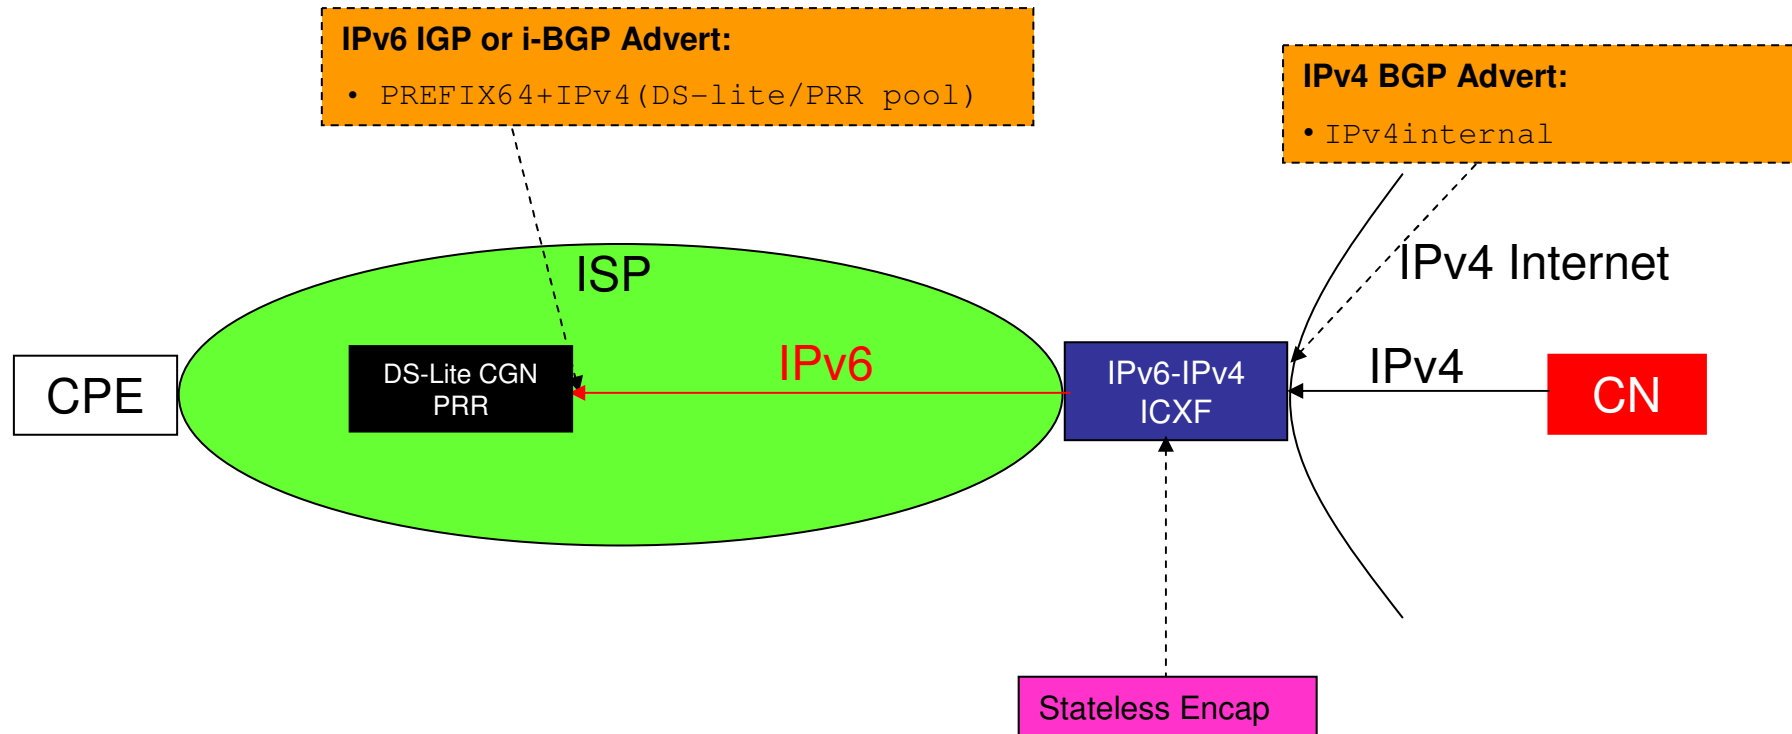 IPv6 IGP or i-BGP Advert:
• PREFIX64+IPv4(DS-lite/PRR pool)
IPv4 BGP Advert:
• IPv4internal
ISP
IPv4 Internet
CPE
DS-Lite CGN
PRR
IPv6
IPv6-IPv4
ICXF
IPv4
CN
Stateless Encap